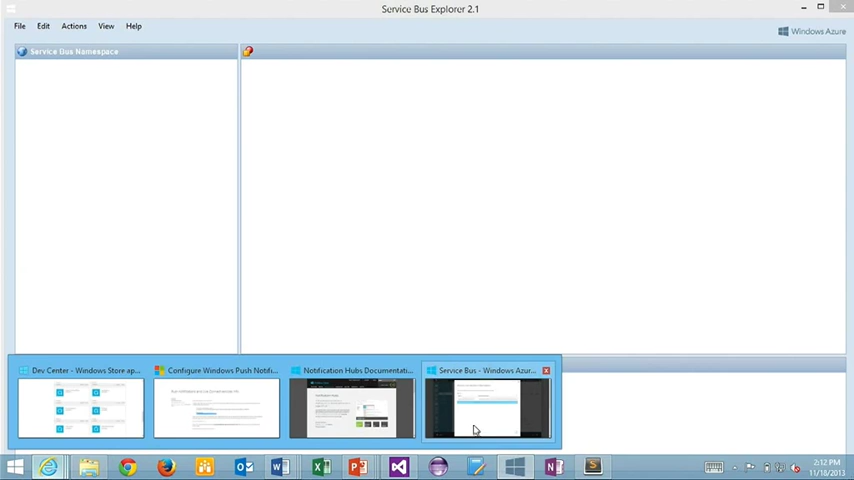 Service Bus Explorer 2.1
File Edit Actions View Help
Windows Azure
Service Bus Namespace
Dev Center - Windows Store ap... Configure Windows Push Notifi... Notification Hubs Documentati... Service Bus - Windows Azur...
2:12 PM
11/18/2013